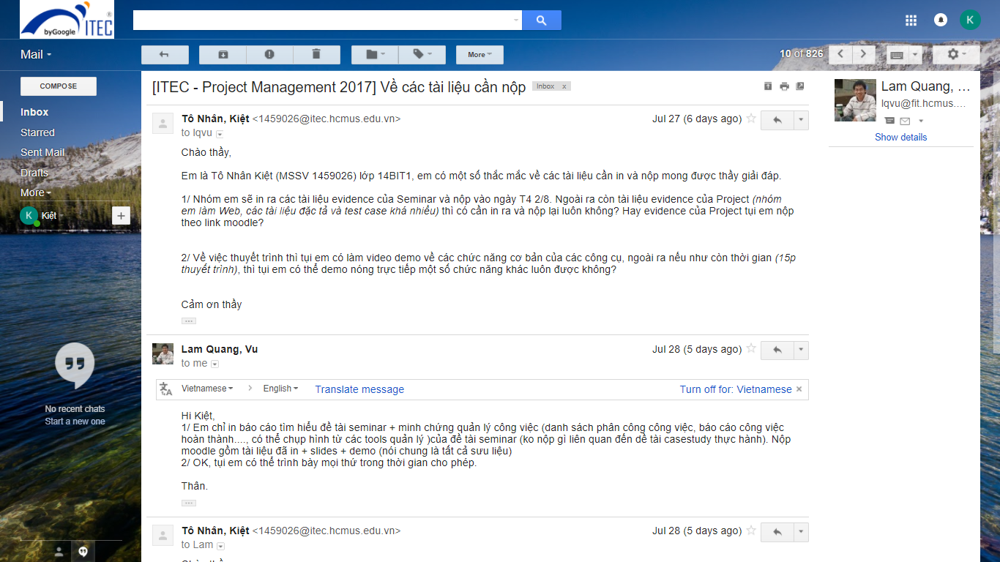 byGoogle ITEC ®
K
Mail
More
10 of 826
COMPOSE
Inbox
Starred
Sent Mail
Drafts
More
K Kiệt
No recent chats
Start a new one
[ITEC - Project Management 2017] Về các tài liệu cần nộp Inbox x
Tô Nhân, Kiệt <1459026@itec.hcmus.edu.vn> Jul 27 (6 days ago)
to lqvu
Chào thầy,
Em là Tô Nhân Kiệt (MSSV 1459026) lớp 14BIT1, em có một số thắc mắc về các tài liệu cần in và nộp mong được thầy giải đáp.
1/ Nhóm em sẽ in ra các tài liệu evidence của Seminar và nộp vào ngày T4 2/8. Ngoài ra còn tài liệu evidence của Project (nhóm
em làm Web, các tài liệu đặc tả và test case khá nhiều) thì có cần in ra và nộp lại luôn không? Hay evidence của Project tụi em nộp
theo link moodle?
2/ Về việc thuyết trình thì tụi em có làm video demo về các chức năng cơ bản của các công cụ, ngoài ra nếu như còn thời gian (15p
thuyết trình), thì tụi em có thể demo nóng trực tiếp một số chức năng khác luôn được không?
Cảm ơn thầy
Lam Quang, Vu Jul 28 (5 days ago)
to me
Vietnamese > English Translate message Turn off for: Vietnamese ×
Hi Kiệt,
1/ Em chỉ in báo cáo tìm hiểu đề tài seminar + minh chứng quản lý công việc (danh sách phân công công việc, báo cáo công việc
hoàn thành...., có thể chụp hình từ các tools quản lý )của đề tài seminar (ko nộp gì liên quan đến dề tài casestudy thực hành). Nộp
moodle gồm tài liệu đã in + slides + demo (nói chung là tất cả sưu liệu)
2/ OK, tụi em có thể trình bày mọi thứ trong thời gian cho phép.
Thân.
Tô Nhân, Kiệt <1459026@itec.hcmus.edu.vn> Jul 28 (5 days ago)
to Lam
Lam Quang, ...
lqvu@fit.hcmus....
Show details